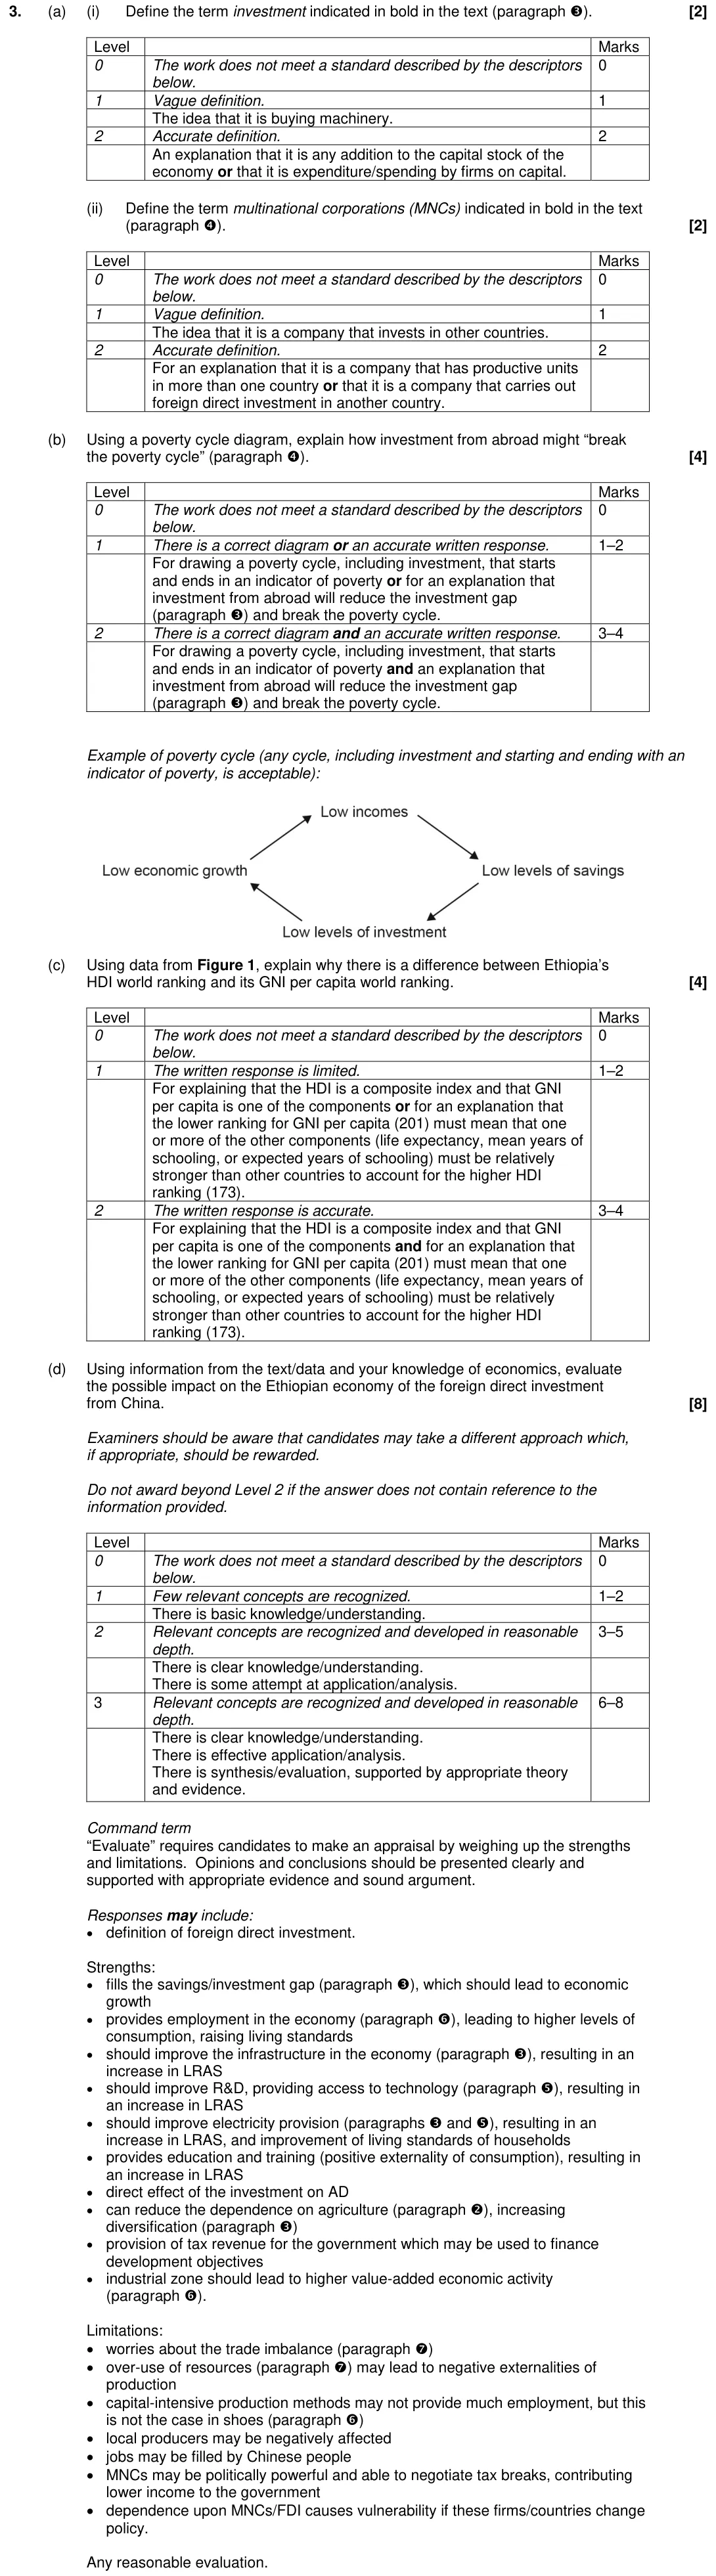 3. (a) (i) Define the term investment indicated in bold in the text (paragraph ❸). [2]
Level Marks
0 The work does not meet a standard described by the descriptors 0
below.
1 Vague definition. 1
The idea that it is buying machinery.
2 Accurate definition. 2
An explanation that it is any addition to the capital stock of the
economy or that it is expenditure/spending by firms on capital.
(ii) Define the term multinational corporations (MNCs) indicated in bold in the text
(paragraph ❹). [2]
Level Marks
0 The work does not meet a standard described by the descriptors 0
below.
1 Vague definition. 1
The idea that it is a company that invests in other countries.
2 Accurate definition. 2
For an explanation that it is a company that has productive units
in more than one country or that it is a company that carries out
foreign direct investment in another country.
(b) Using a poverty cycle diagram, explain how investment from abroad might “break
the poverty cycle” (paragraph ❹). [4]
Level Marks
0 The work does not meet a standard described by the descriptors 0
below.
1 There is a correct diagram or an accurate written response. 1–2
For drawing a poverty cycle, including investment, that starts
and ends in an indicator of poverty or for an explanation that
investment from abroad will reduce the investment gap
(paragraph ❸) and break the poverty cycle.
2 There is a correct diagram and an accurate written response. 3–4
For drawing a poverty cycle, including investment, that starts
and ends in an indicator of poverty and an explanation that
investment from abroad will reduce the investment gap
(paragraph ❸) and break the poverty cycle.
Example of poverty cycle (any cycle, including investment and starting and ending with an
indicator of poverty, is acceptable):
Low incomes
Low economic growth Low levels of savings
Low levels of investment
(c) Using data from Figure 1, explain why there is a difference between Ethiopia’s
HDI world ranking and its GNI per capita world ranking. [4]
Level Marks
0 The work does not meet a standard described by the descriptors 0
below.
1 The written response is limited. 1–2
For explaining that the HDI is a composite index and that GNI
per capita is one of the components or for an explanation that
the lower ranking for GNI per capita (201) must mean that one
or more of the other components (life expectancy, mean years of
schooling, or expected years of schooling) must be relatively
stronger than other countries to account for the higher HDI
ranking (173).
2 The written response is accurate. 3–4
For explaining that the HDI is a composite index and that GNI
per capita is one of the components and for an explanation that
the lower ranking for GNI per capita (201) must mean that one
or more of the other components (life expectancy, mean years of
schooling, or expected years of schooling) must be relatively
stronger than other countries to account for the higher HDI
ranking (173).
(d) Using information from the text/data and your knowledge of economics, evaluate
the possible impact on the Ethiopian economy of the foreign direct investment
from China. [8]
Examiners should be aware that candidates may take a different approach which,
if appropriate, should be rewarded.
Do not award beyond Level 2 if the answer does not contain reference to the
information provided.
Level Marks
0 The work does not meet a standard described by the descriptors 0
below.
1 Few relevant concepts are recognized. 1–2
There is basic knowledge/understanding.
2 Relevant concepts are recognized and developed in reasonable 3–5
depth.
There is clear knowledge/understanding.
There is some attempt at application/analysis.
3 Relevant concepts are recognized and developed in reasonable 6–8
depth.
There is clear knowledge/understanding.
There is effective application/analysis.
There is synthesis/evaluation, supported by appropriate theory
and evidence.
Command term
“Evaluate” requires candidates to make an appraisal by weighing up the strengths
and limitations. Opinions and conclusions should be presented clearly and
supported with appropriate evidence and sound argument.
Responses may include:
• definition of foreign direct investment.
Strengths:
• fills the savings/investment gap (paragraph ❸), which should lead to economic
growth
• provides employment in the economy (paragraph ❻), leading to higher levels of
consumption, raising living standards
• should improve the infrastructure in the economy (paragraph ❸), resulting in an
increase in LRAS
• should improve R&D, providing access to technology (paragraph ❺), resulting in
an increase in LRAS
• should improve electricity provision (paragraphs ❸ and ❺), resulting in an
increase in LRAS, and improvement of living standards of households
• provides education and training (positive externality of consumption), resulting in
an increase in LRAS
• direct effect of the investment on AD
• can reduce the dependence on agriculture (paragraph ❷), increasing
diversification (paragraph ❸)
• provision of tax revenue for the government which may be used to finance
development objectives
• industrial zone should lead to higher value-added economic activity
(paragraph ❻).
Limitations:
• worries about the trade imbalance (paragraph ❼)
• over-use of resources (paragraph ❼) may lead to negative externalities of
production
• capital-intensive production methods may not provide much employment, but this
is not the case in shoes (paragraph ❻)
• local producers may be negatively affected
• jobs may be filled by Chinese people
• MNCs may be politically powerful and able to negotiate tax breaks, contributing
lower income to the government
• dependence upon MNCs/FDI causes vulnerability if these firms/countries change
policy.
Any reasonable evaluation.